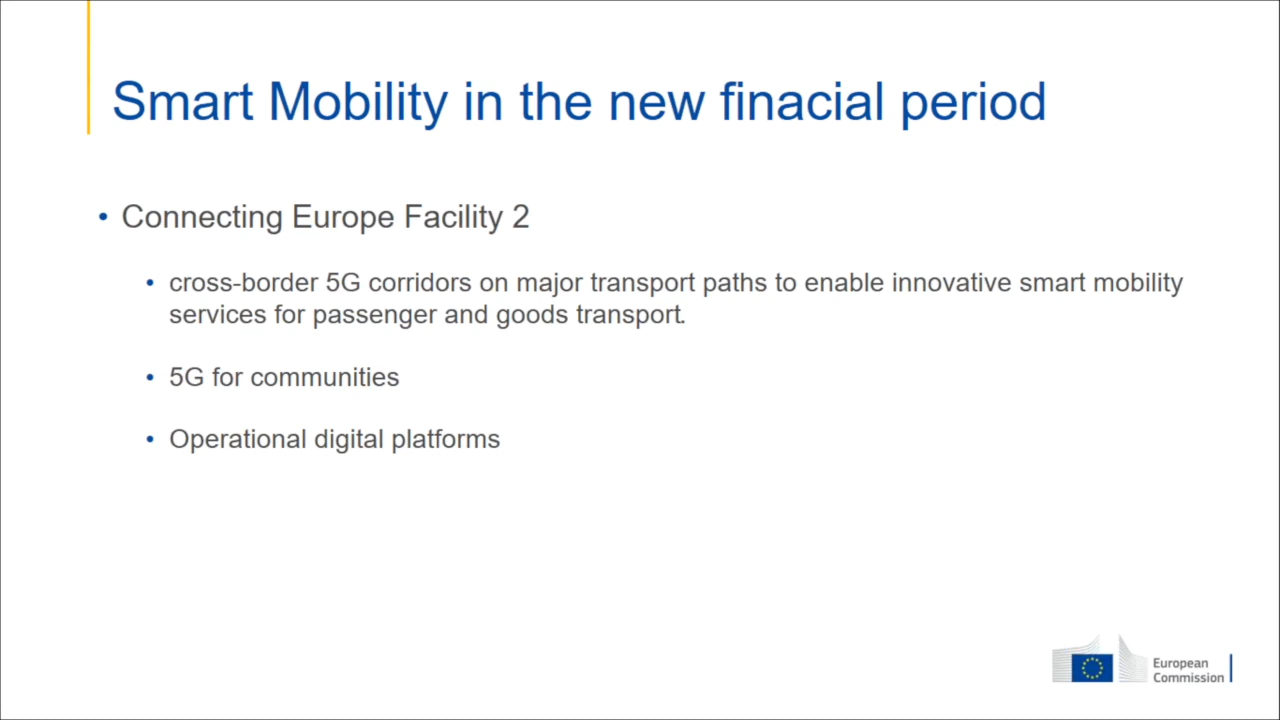 Smart Mobility in the new finacial period
• Connecting Europe Facility 2
• cross-border 5G corridors on major transport paths to enable innovative smart mobility
services for passenger and goods transport.
• 5G for communities
• Operational digital platforms
European
Commission